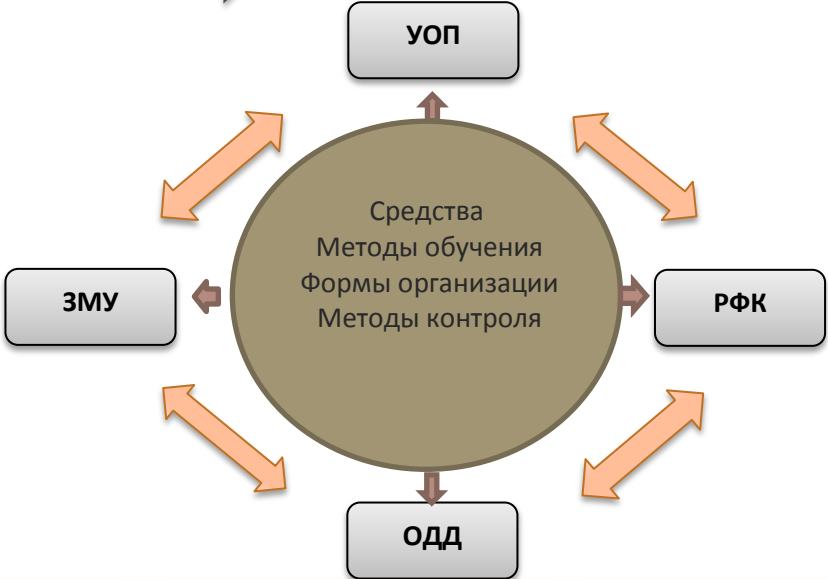 УОП
Средства
Методы обучения
Формы организации
Методы контроля
ЗМУ
РФК
ОДД